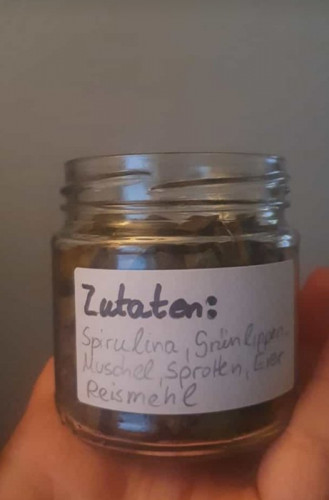 Zutaten:
Spirulina, Grünlippen-
Muschel, Sprotten, Eier
Reismehl